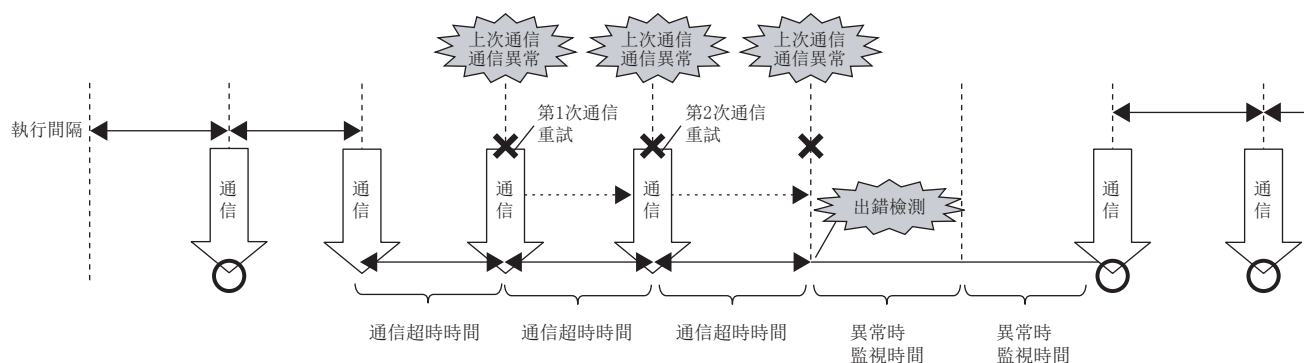 上次通信
通信異常
上次通信
通信異常
上次通信
通信異常
執行間隔
第1次通信
重試
第2次通信
重試
通信
通信
通信
通信
通信
通信
出錯檢測
通信超時時間
通信超時時間
通信超時時間
異常時
監視時間
異常時
監視時間